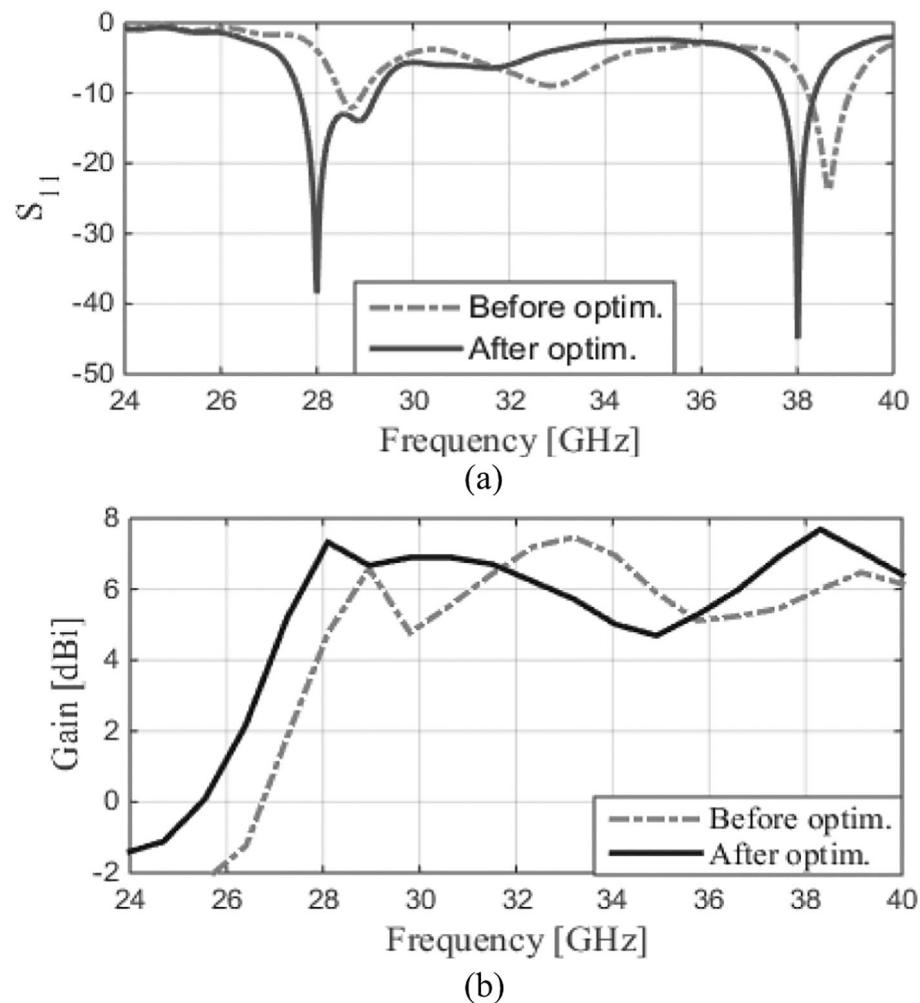 0
-10
-20
-30
-40
-50
S11
Before optim.
After optim.
24 28 30 32 34 36 38 40
Frequency [GHz]
(a)
8
6
4
2
0
-2
Gain [dBi]
Before optim.
After optim.
24 26 28 30 32 34 36 38 40
Frequency [GHz]
(b)